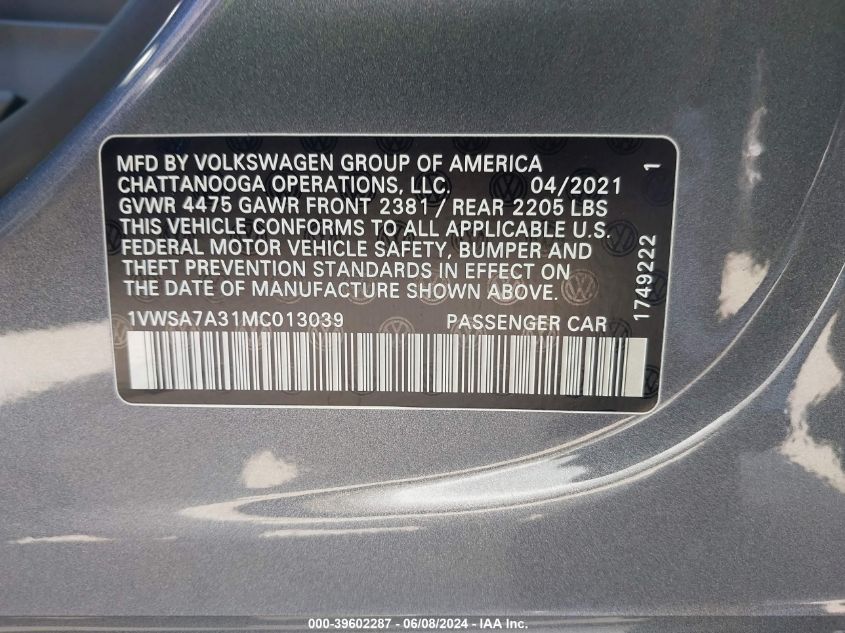 MFD BY VOLKSWAGEN GROUP OF AMERICA
CHATTANOOGA OPERATIONS, LLC. 04/2021
GVWR 4475 GAWR FRONT 2381/ REAR 2205 LBS
THIS VEHICLE CONFORMS TO ALL APPLICABLE U.S.
FEDERAL MOTOR VEHICLE SAFETY, BUMPER AND
THEFT PREVENTION STANDARDS IN EFFECT ON
THE DATE OF MANUFACTURE SHOWN ABOVE.
1VWSA7A31MC013039 PASSENGER CAR
1749222 1
000-39602287 - 06/08/2024 - IAA Inc.